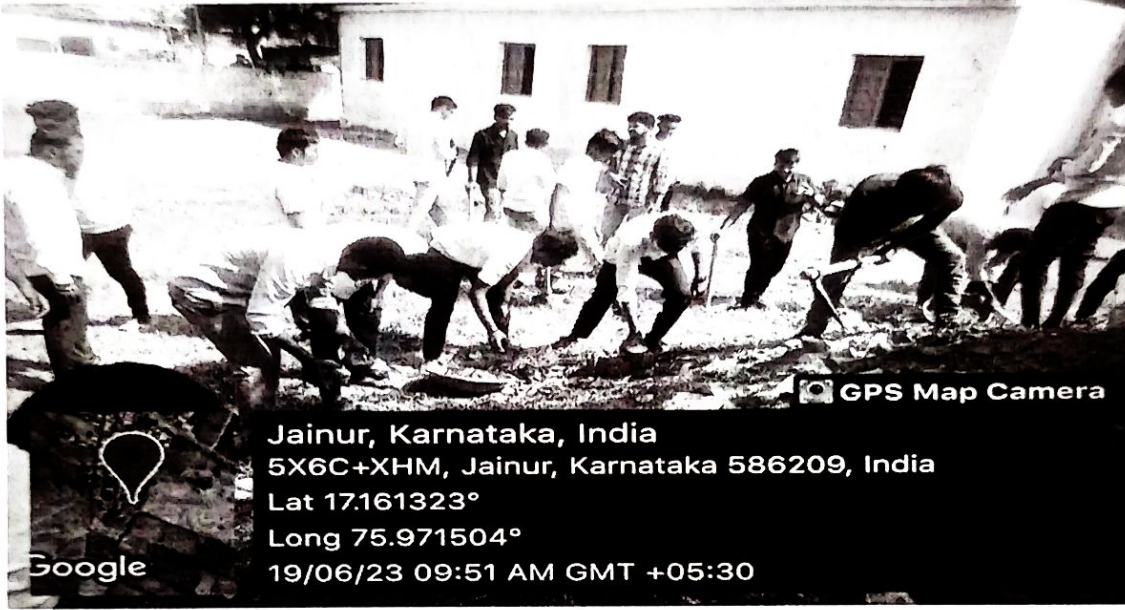 GPS Map Camera
Jainur, Karnataka, India
5X6C+XHM, Jainur, Karnataka 586209, India
Lat 17.161323°
Long 75.971504°
19/06/23 09:51 AM GMT +05:30
Google